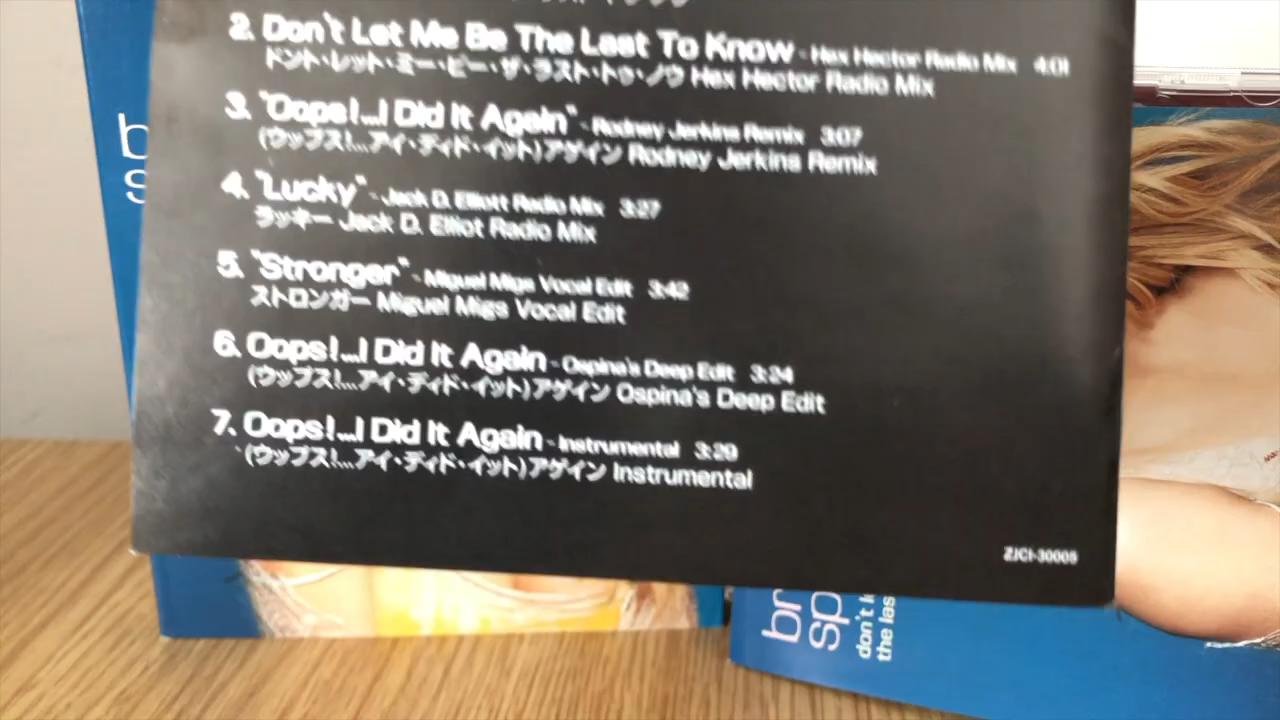 2. Don't Let Me Be The Last To Know - Hex Hector Radio Mix 4:01
ドント・レット・ミー・ビー・ザ・ラスト・トゥ・ノウ Hex Hector Radio Mix
3. "Oops!...I Did It Again" - Rodney Jerkins Remix 3:07
(ウップス!...アイ・ディド・イット)アゲイン Rodney Jerkins Remix
4. "Lucky" - Jack D. Elliott Radio Mix 3:27
ラッキー Jack D. Elliot Radio Mix
5. "Stronger" - Miguel Migs Vocal Edit 3:42
ストロンガー Miguel Migs Vocal Edit
6. Oops!...I Did It Again - Ospina's Deep Edit 3:24
(ウップス!...アイ・ディド・イット)アゲイン Ospina's Deep Edit
7. Oops!...I Did It Again - Instrumental 3:29
(ウップス!...アイ・ディド・イット)アゲイン Instrumental
ZJCI-30005
b
s
br
sp
don't l
the las